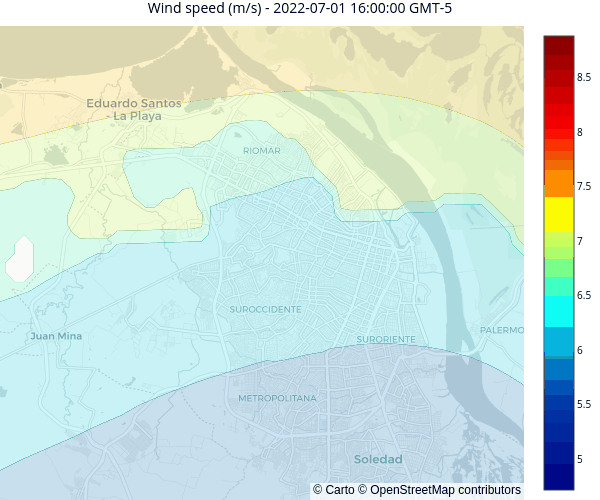 Wind speed (m/s) - 2022-07-01 16:00:00 GMT-5
Eduardo Santos
- La Playa
RIOMAR
SUROCCIDENTE
Juan Mina
SURORIENTE
PALERMO
METROPOLITANA
Soledad
© Carto © OpenStreetMap contributors
8.5
8
7.5
7
6.5
6
5.5
5